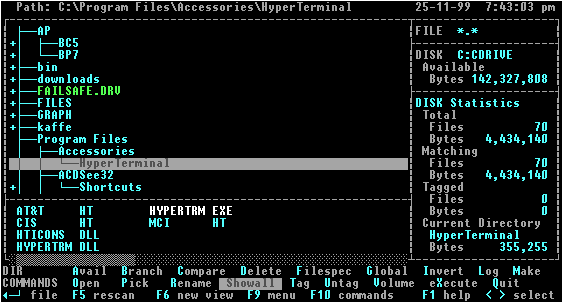 Path: C:\Program Files\Accessories\HyperTerminal 25-11-99 7:43:03 pm
AP
+ BC5
+ BP7
+ bin
+ downloads
+ FAILSAFE.DRV
+ FILES
+ GRAPH
+ kaffe
Program Files
Accessories
HyperTerminal
ACDSee32
+ Shortcuts
FILE *.*
DISK C:CDRIVE
Available
Bytes 142,327,808
DISK Statistics
Total
Files 70
Bytes 4,434,140
Matching
Files 70
Bytes 4,434,140
Tagged
Files 0
Bytes 0
Current Directory
HyperTerminal
Bytes 355,255
AT&T HT HYPERTRM EXE
CIS HT MCI HT
HTICONS DLL
HYPERTRM DLL
DIR Avail Branch Compare Delete Filespec Global Invert Log Make
COMMANDS Open Pick Rename Showall Tag Untag Volume eXecute Quit
◄─┘ file F5 rescan F6 new view F9 menu F10 commands F1 help < > select